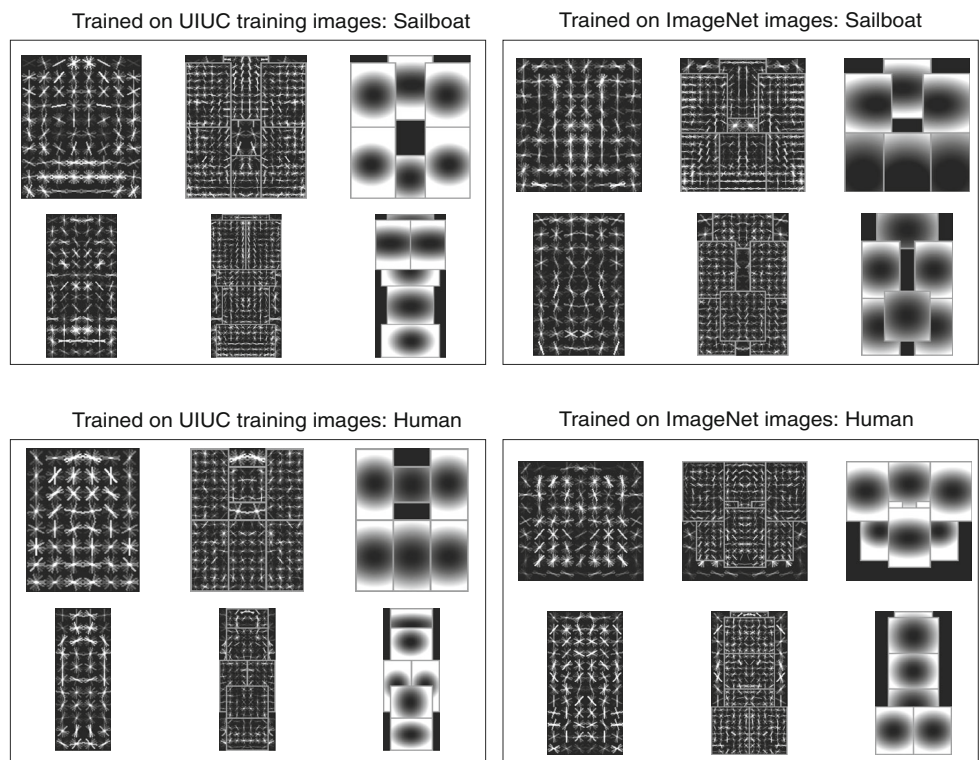 Trained on UIUC training images: Sailboat
Trained on ImageNet images: Sailboat
Trained on UIUC training images: Human
Trained on ImageNet images: Human